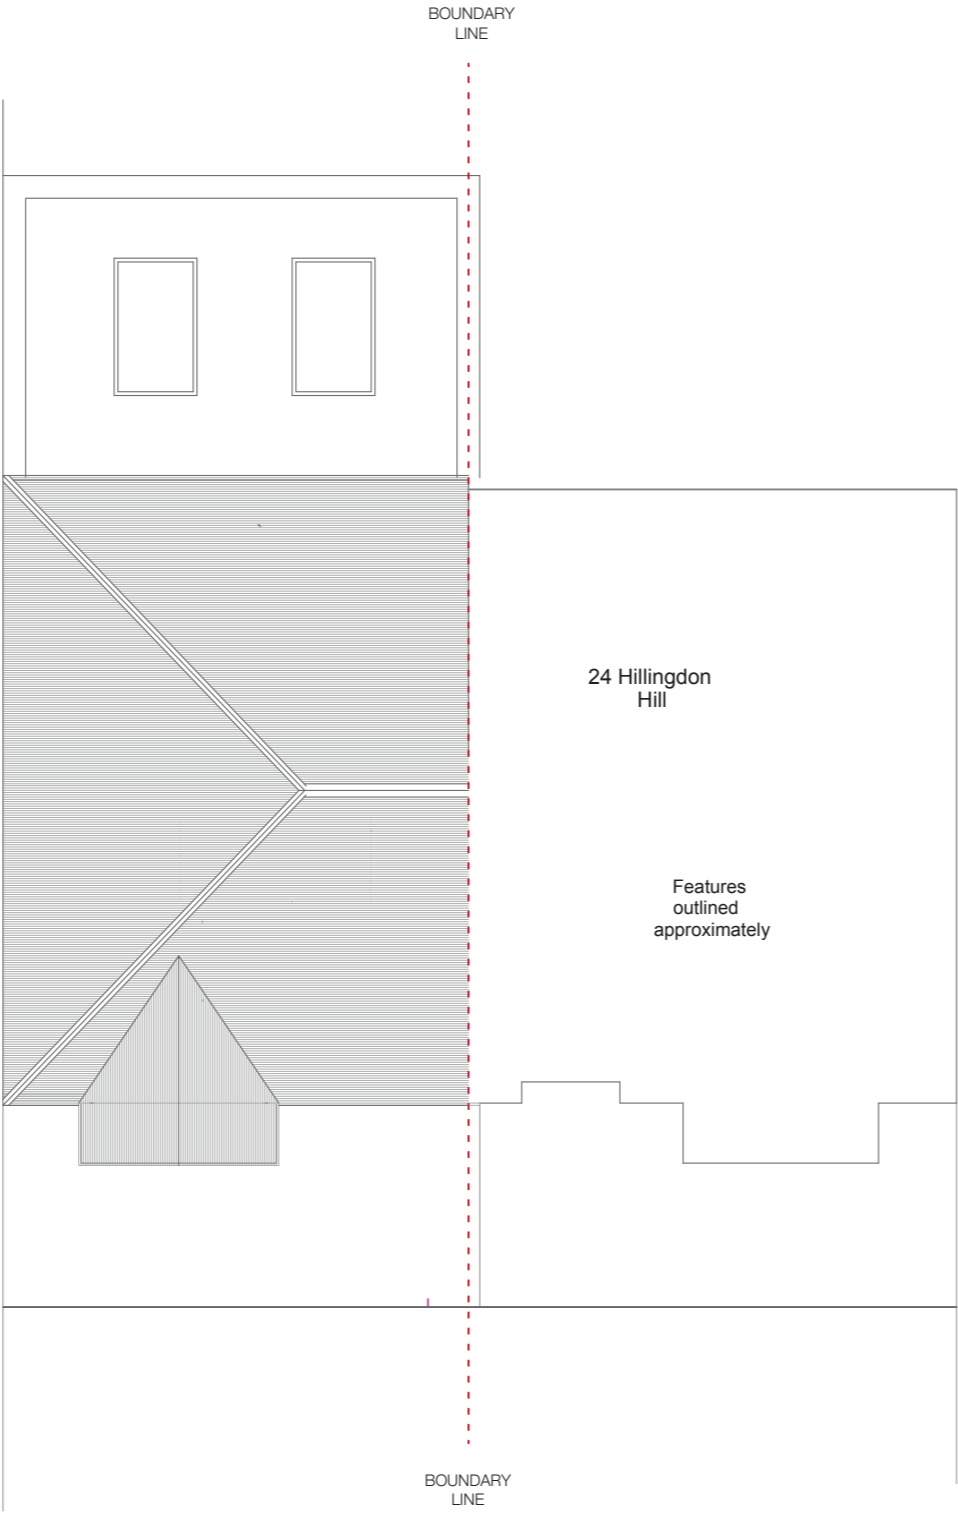 BOUNDARY
LINE
24 Hillingdon
Hill
Features
outlined
approximately
BOUNDARY
LINE